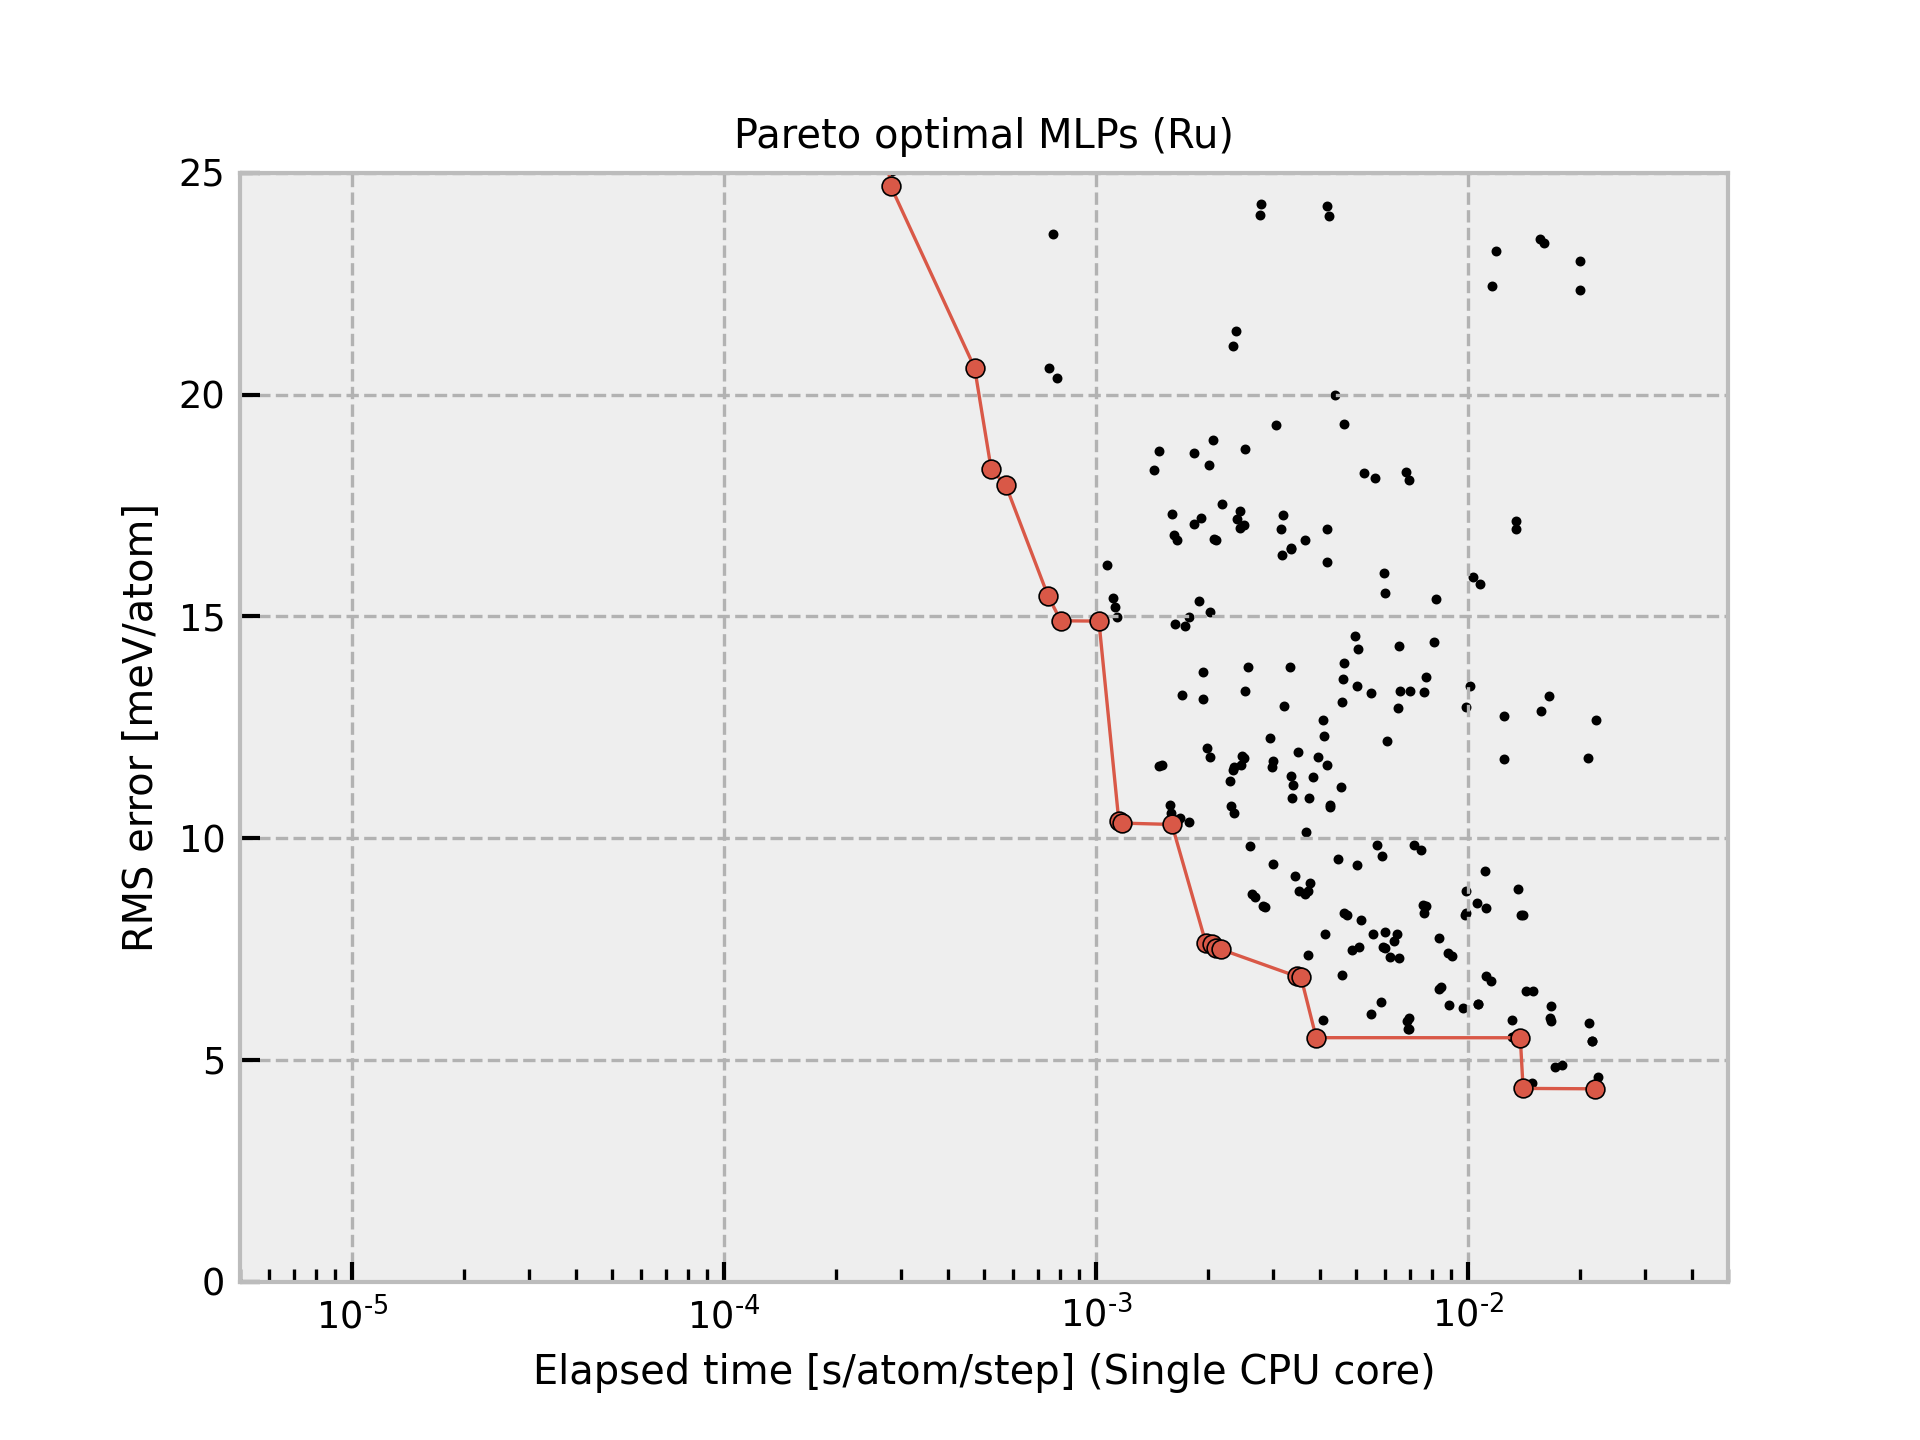 Pareto optimal MLPs (Ru)
25
20
15
10
5
0
RMS error [meV/atom]
10-5 10-4 10-3 10-2
Elapsed time [s/atom/step] (Single CPU core)